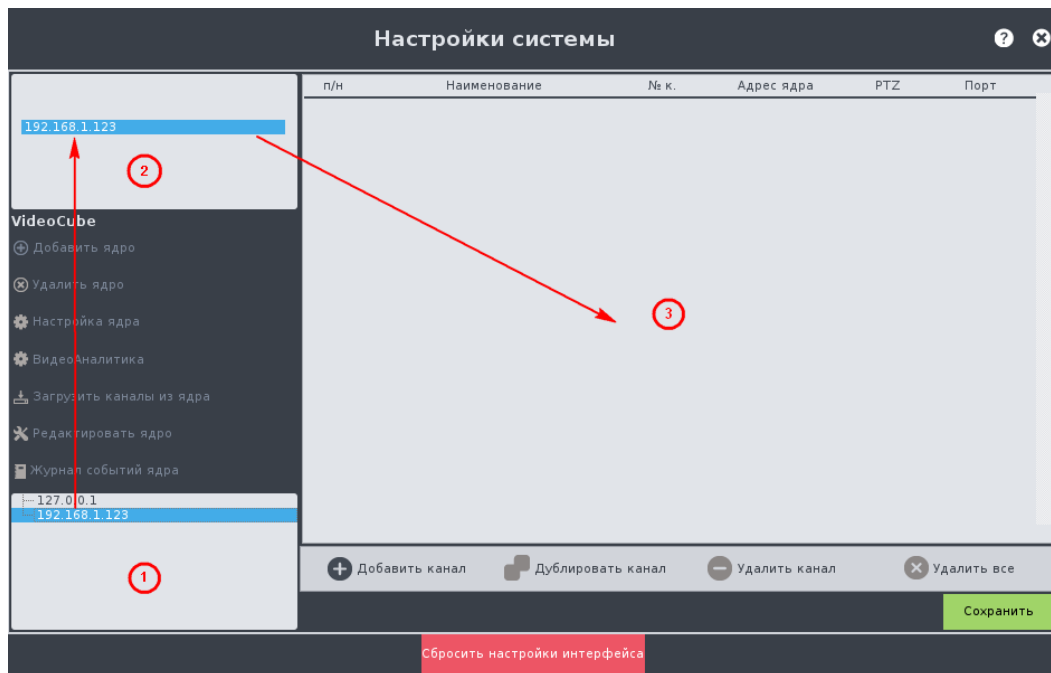 Настройки системы
?
п/н Наименование № к. Адрес ядра PTZ Порт
192.168.1.123
2
VideoCube
Добавить ядро
Удалить ядро
Настройка ядра
3
ВидеоАналитика
Загрузить каналы из ядра
Редактировать ядро
Журнал событий ядра
127.0.0.1
192.168.1.123
1
Добавить канал Дублировать канал Удалить канал Удалить все
Сохранить
Сбросить настройки интерфейса